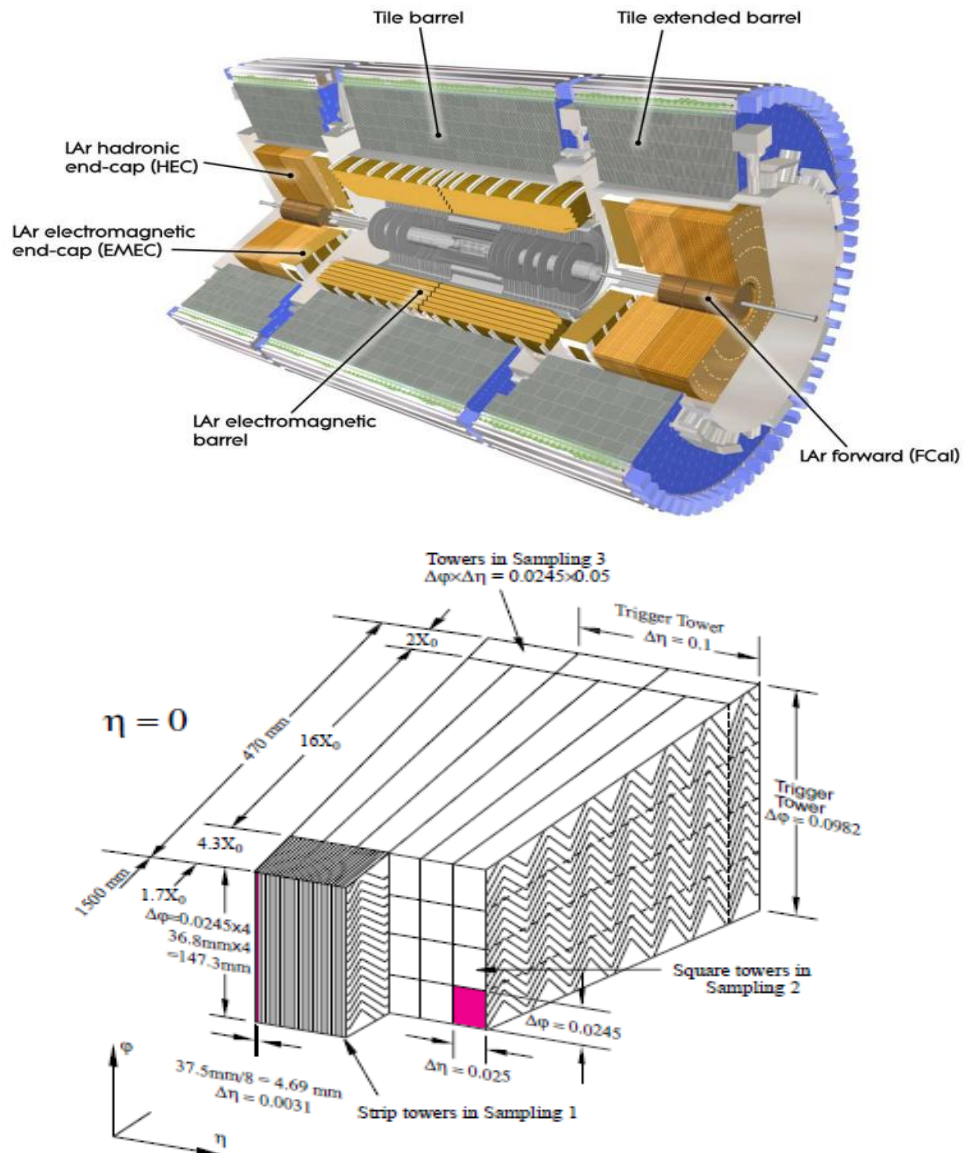 Tile barrel
Tile extended barrel
LAr hadronic
end-cap (HEC)
LAr electromagnetic
end-cap (EMEC)
LAr electromagnetic
barrel
LAr forward (FCal)
Towers in Sampling 3
Δφ×Δη = 0.0245×0.05
Trigger Tower
Δη = 0.1
2X₀
η = 0
470 mm
16X₀
Trigger
Tower
Δφ = 0.0982
4.3X₀
1500 mm
1.7X₀
Δφ=0.0245x4
36.8mmx4
=147.3mm
Square towers in
Sampling 2
Δφ = 0.0245
φ
37.5mm/8 = 4.69 mm
Δη = 0.0031
Δη = 0.025
Strip towers in Sampling 1
η